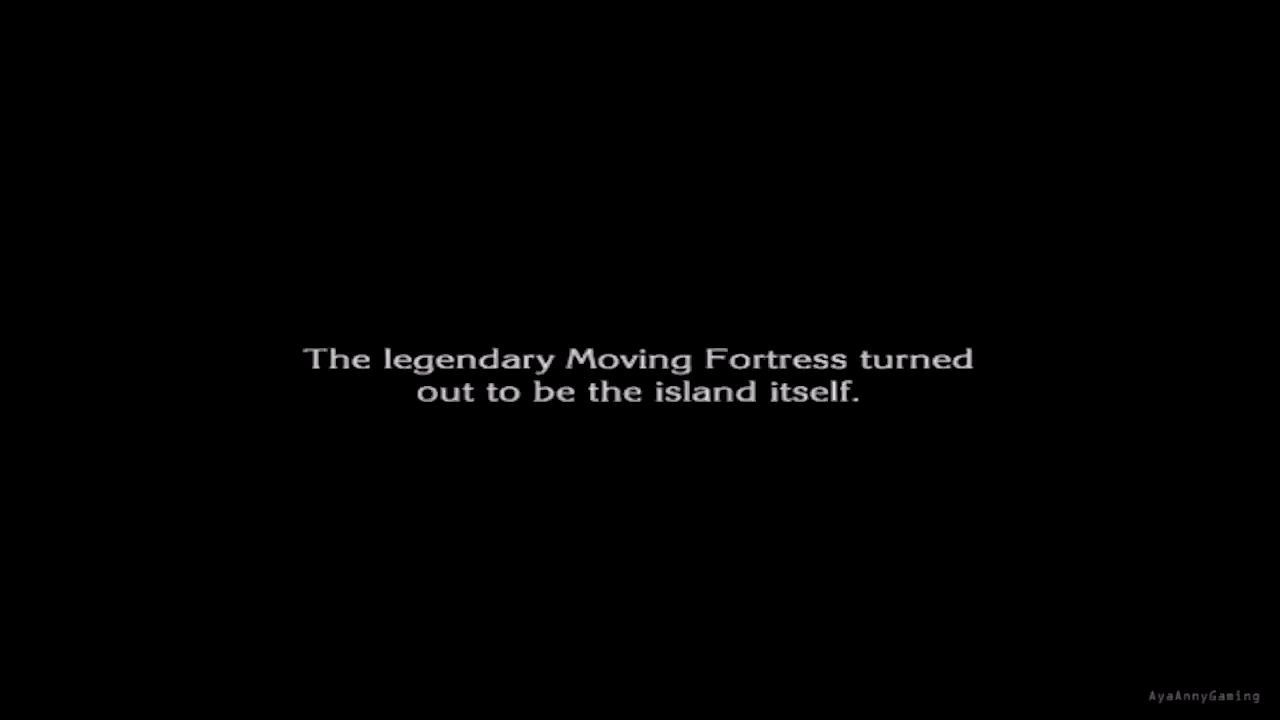 The legendary Moving Fortress turned
out to be the island itself.
AyaAnnyGaming